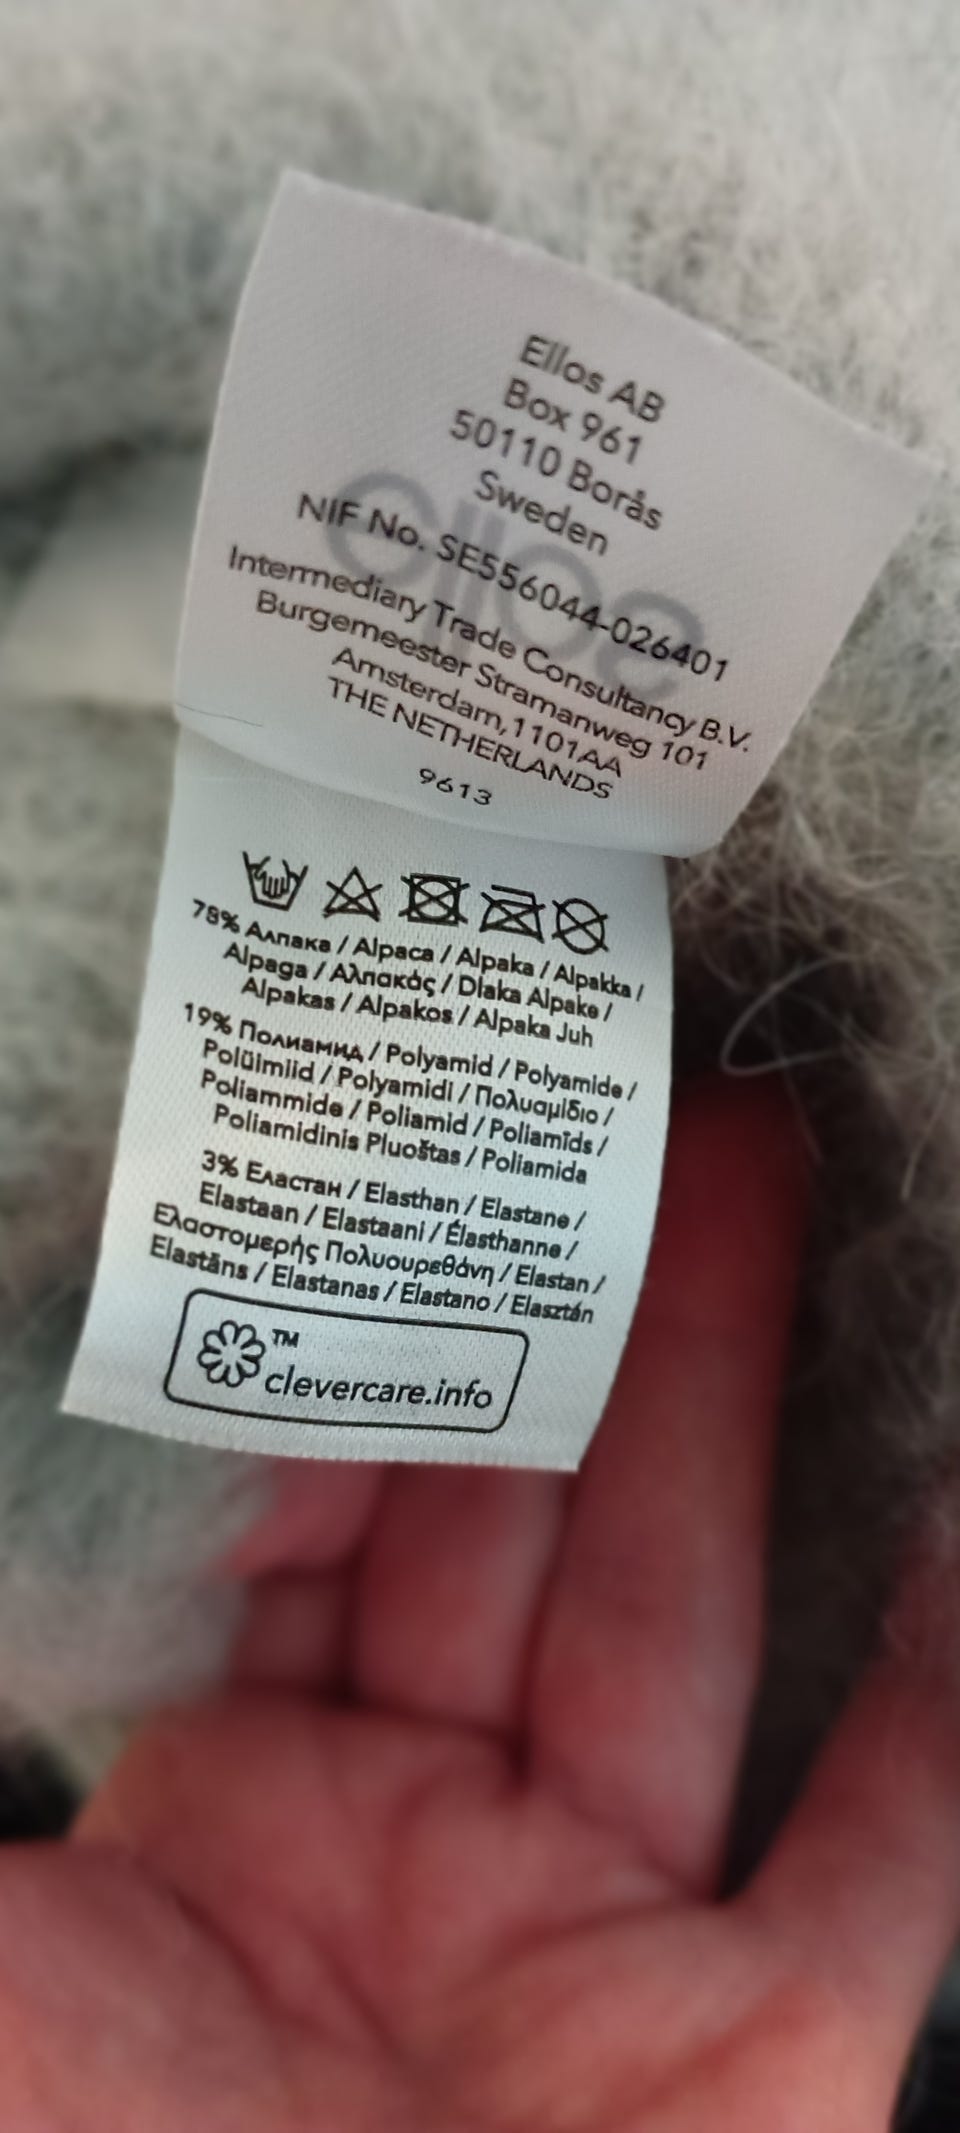 Ellos AB
Box 961
50110 Borås
Sweden
ellos
NIF No. SE556044-026401
Intermediary Trade Consultancy B.V.
Burgemeester Stramanweg 101
Amsterdam, 1101AA
THE NETHERLANDS
9613
78% Алпака / Alpaca / Alpaka / Alpakka /
Alpaga / Αλπακάς / Dlaka Alpake /
Alpakas / Alpakos / Alpaka Juh
19% Полиамид / Polyamid / Polyamide /
Polüimiid / Polyamidi / Πολυαμίδιο /
Poliammide / Poliamid / Poliamīds /
Poliamidinis Pluoštas / Poliamida
3% Еластан / Elasthan / Elastane /
Elastaan / Elastaani / Élasthanne /
Ελαστομερής Πολυουρεθάνη / Elastan /
Elastāns / Elastanas / Elastano / Elasztán
™
clevercare.info